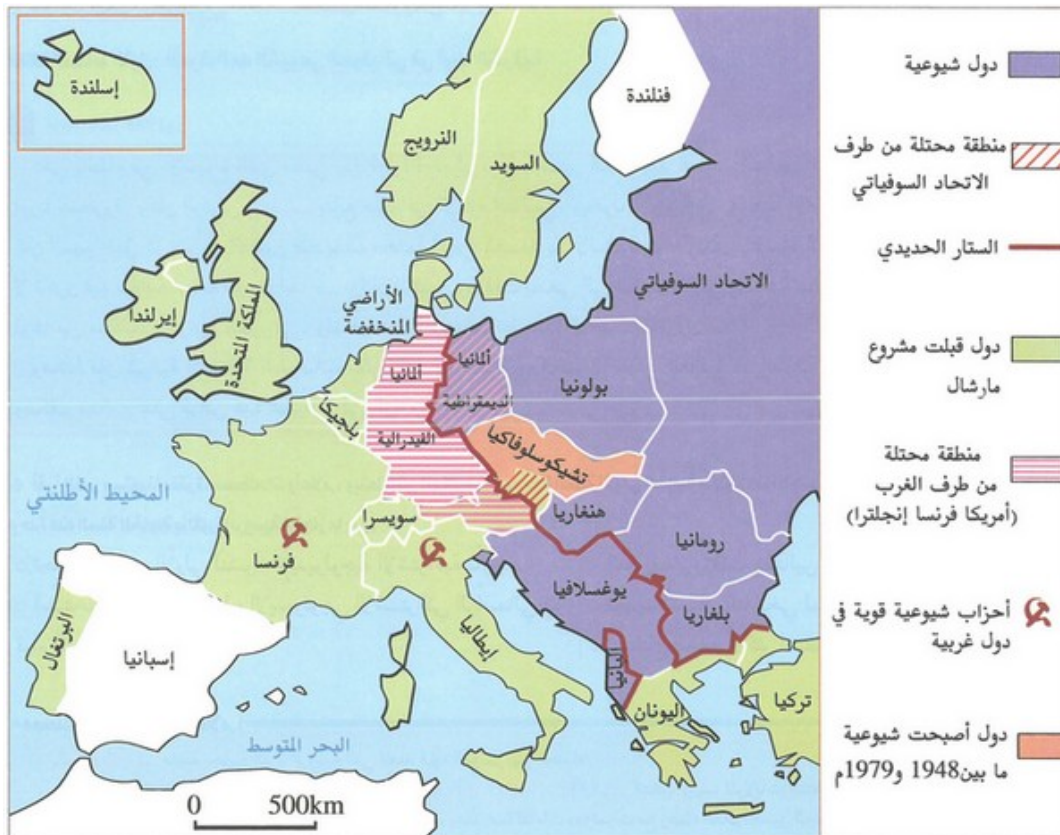 إسلندة
فنلندة
النرويج
السويد
الاتحاد السوفياتي
إيرلندا
المملكة المتحدة
الأراضي
المنخفضة
ألمانيا
الديمقراطية
ألمانيا
الفيدرالية
بولونيا
بلجيكا
تشيكوسلوفاكيا
المحيط الأطلنتي
سويسرا
هنغاريا
رومانيا
فرنسا
يوغسلافيا
بلغاريا
إيطاليا
ألبانيا
البرتغال
إسبانيا
اليونان
تركيا
البحر المتوسط
0 500km
دول شيوعية
منطقة محتلة من طرف
الاتحاد السوفياتي
الستار الحديدي
دول قبلت مشروع
مارشال
منطقة محتلة
من طرف الغرب
(أمريكا فرنسا إنجلترا)
أحزاب شيوعية قوية في
دول غربية
دول أصبحت شيوعية
ما بين 1948 و1979م